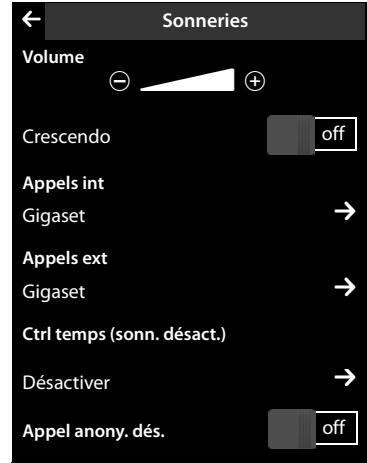 Sonneries
Volume
Crescendo off
Appels int
Gigaset
Appels ext
Gigaset
Ctrl temps (sonn. désact.)
Désactiver
Appel anony. dés. off